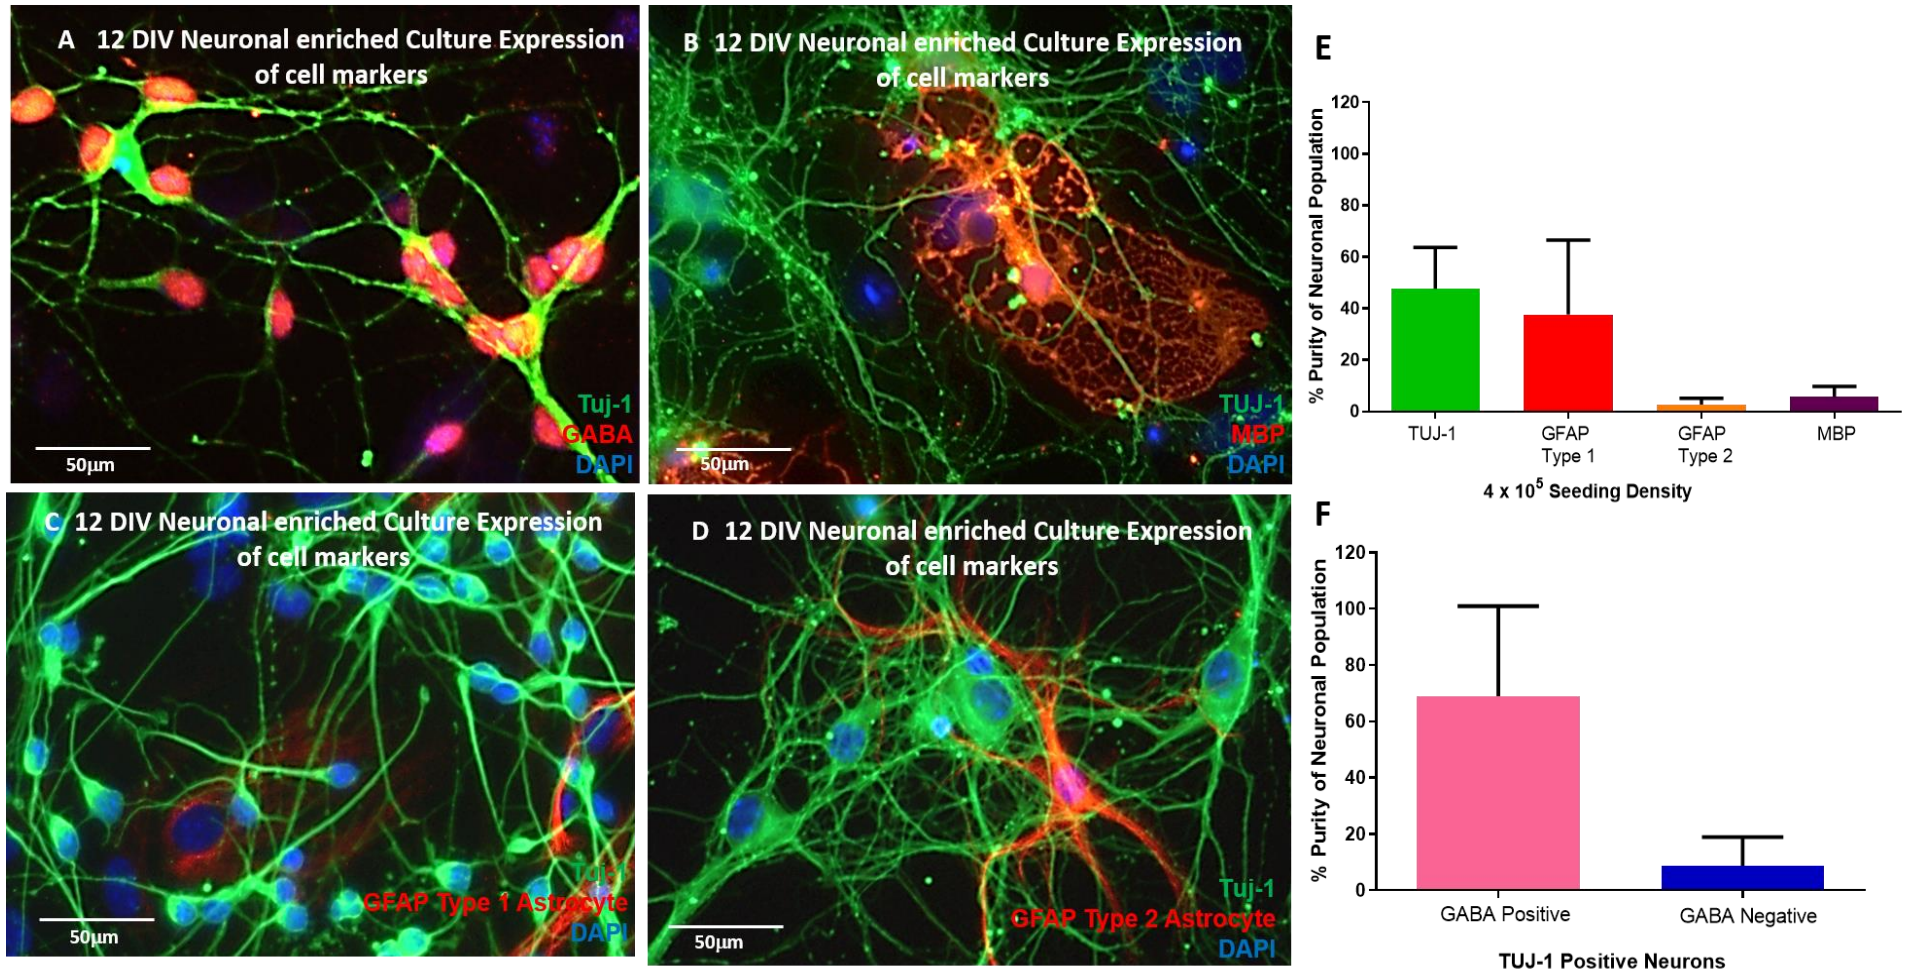 A 12 DIV Neuronal enriched Culture Expression
of cell markers
Tuj-1
GABA
DAPI
50µm
B 12 DIV Neuronal enriched Culture Expression
of cell markers
TUJ-1
MBP
DAPI
50µm
C 12 DIV Neuronal enriched Culture Expression
of cell markers
Tuj-1
GFAP Type 1 Astrocyte
DAPI
50µm
D 12 DIV Neuronal enriched Culture Expression
of cell markers
Tuj-1
GFAP Type 2 Astrocyte
DAPI
50µm
E
% Purity of Neuronal Population
120
100
80
60
40
20
0
TUJ-1
GFAP
Type 1
GFAP
Type 2
MBP
4 x 10⁵ Seeding Density
F
% Purity of Neuronal Population
120
100
80
60
40
20
0
GABA Positive
GABA Negative
TUJ-1 Positive Neurons